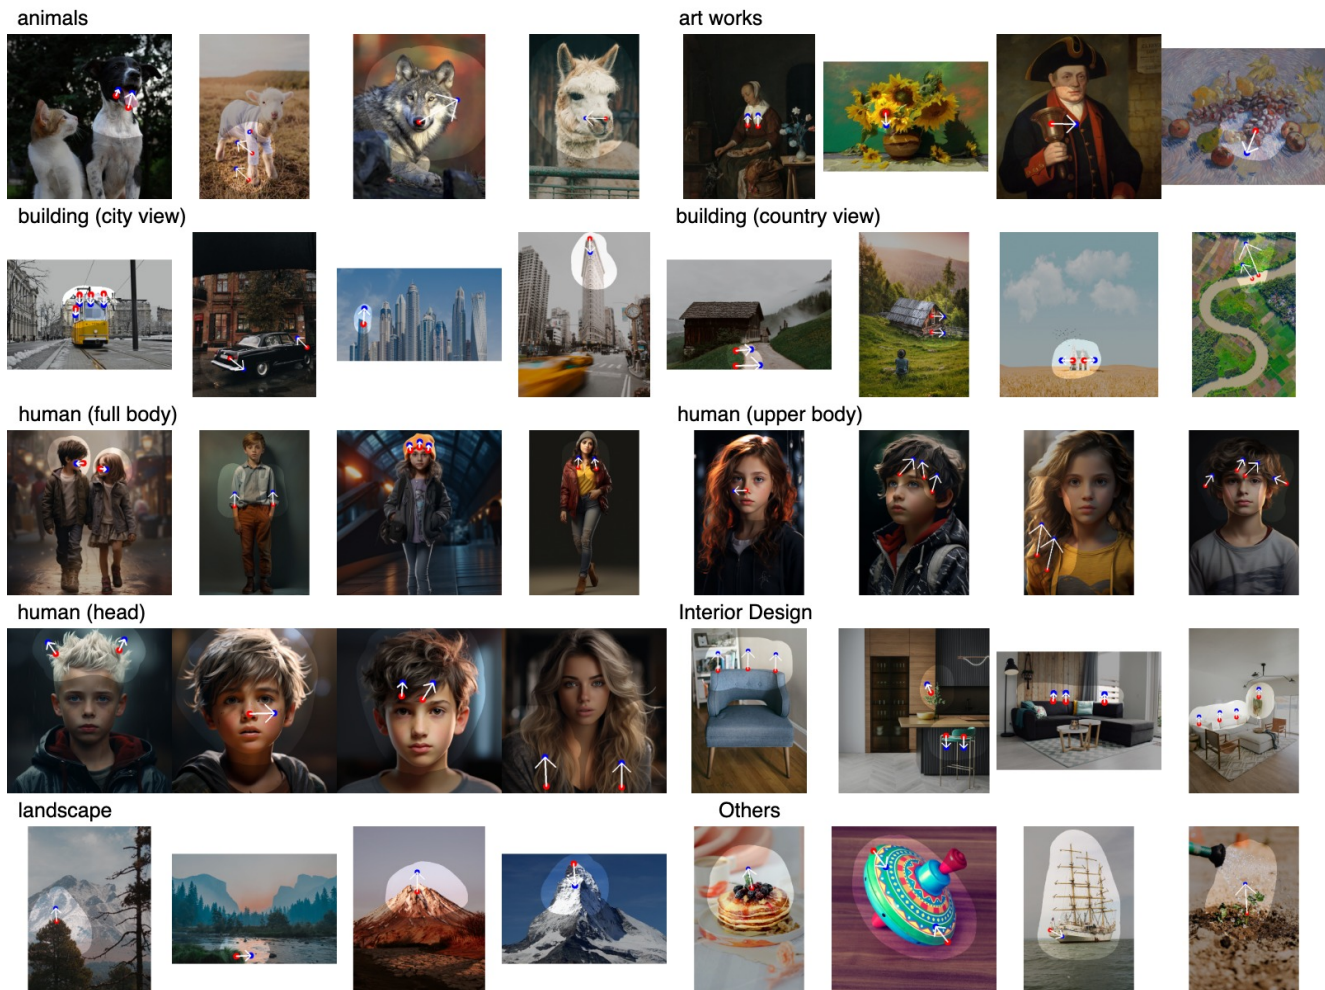 animals
art works
building (city view)
building (country view)
human (full body)
human (upper body)
human (head)
Interior Design
landscape
Others